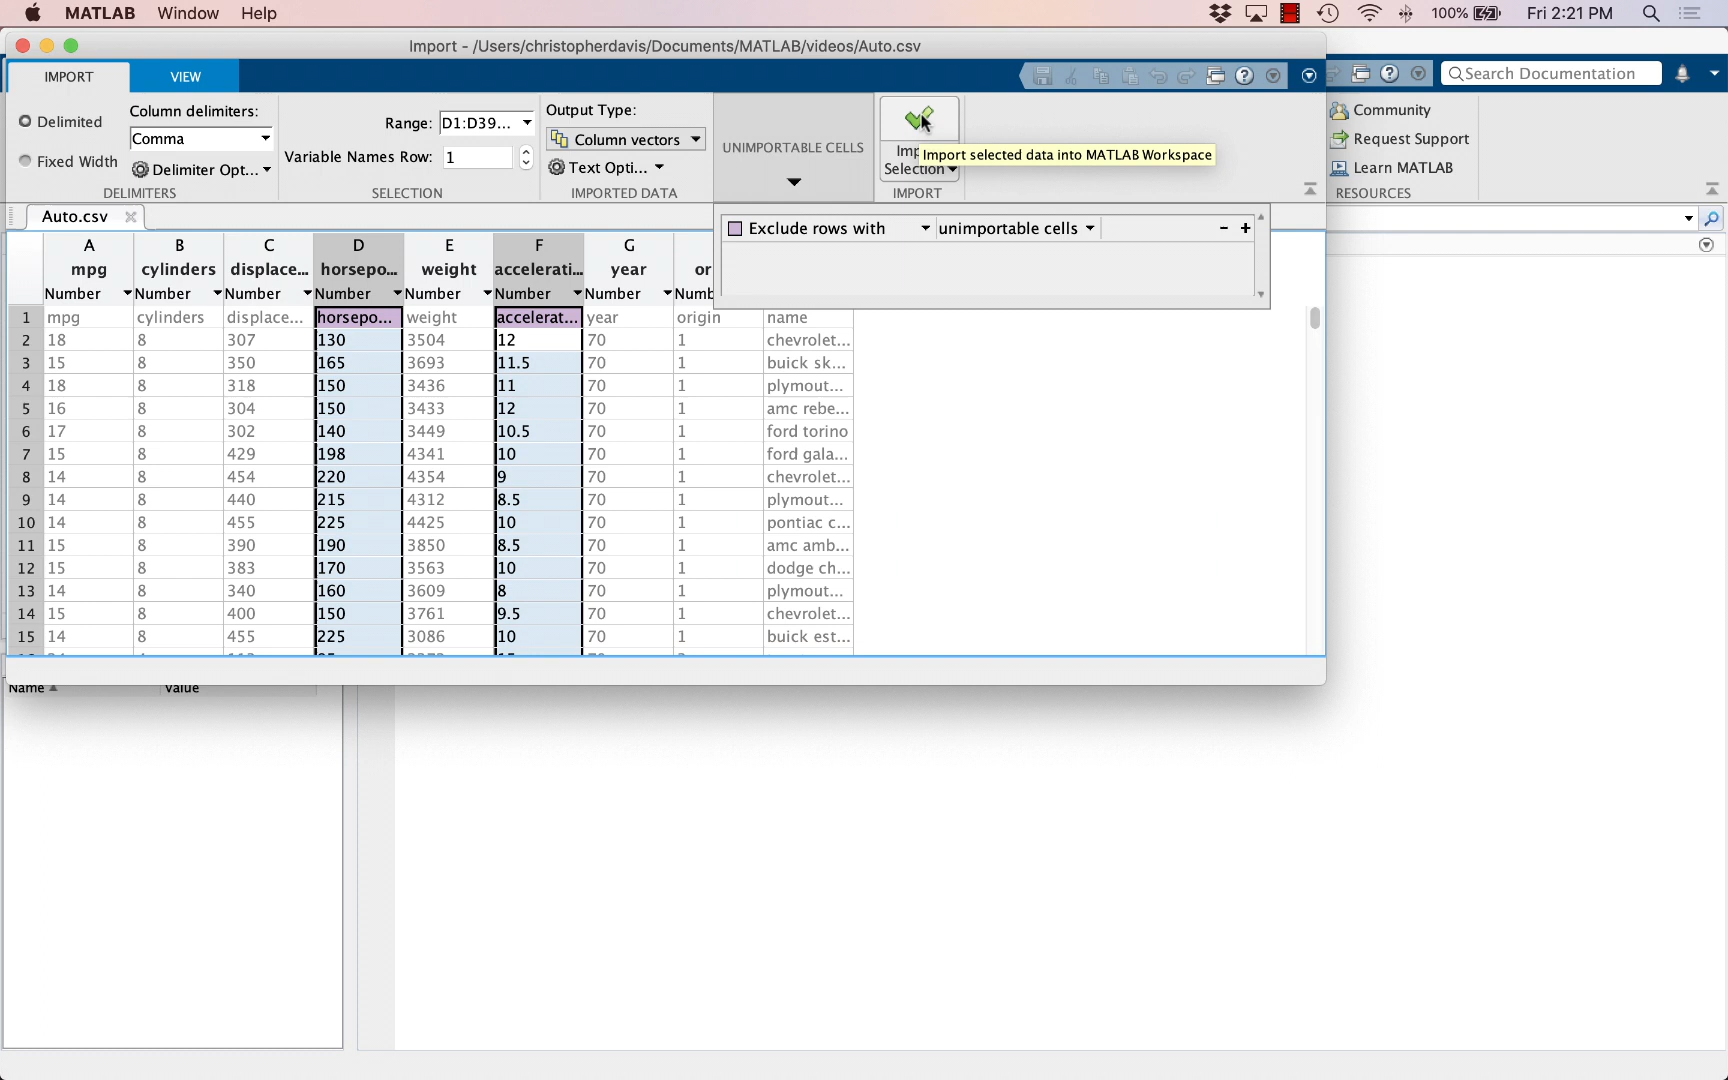 MATLAB Window Help
100% Fri 2:21 PM
Import - /Users/christopherdavis/Documents/MATLAB/videos/Auto.csv
IMPORT VIEW
Search Documentation
Delimited
Fixed Width
Column delimiters:
Comma
Delimiter Opt...
DELIMITERS
Range: D1:D39...
Variable Names Row: 1
SELECTION
Output Type:
Column vectors
Text Opti...
IMPORTED DATA
UNIMPORTABLE CELLS
Imp
Selection
IMPORT
Import selected data into MATLAB Workspace
Community
Request Support
Learn MATLAB
RESOURCES
Auto.csv
Exclude rows with unimportable cells - +
A B C D E F G
mpg cylinders displace... horsepo... weight accelerati... year or
Number Number Number Number Number Number Number Numb
1 mpg cylinders displace... horsepo... weight accelerat... year origin name
2 18 8 307 130 3504 12 70 1 chevrolet...
3 15 8 350 165 3693 11.5 70 1 buick sk...
4 18 8 318 150 3436 11 70 1 plymout...
5 16 8 304 150 3433 12 70 1 amc rebe...
6 17 8 302 140 3449 10.5 70 1 ford torino
7 15 8 429 198 4341 10 70 1 ford gala...
8 14 8 454 220 4354 9 70 1 chevrolet...
9 14 8 440 215 4312 8.5 70 1 plymout...
10 14 8 455 225 4425 10 70 1 pontiac c...
11 15 8 390 190 3850 8.5 70 1 amc amb...
12 15 8 383 170 3563 10 70 1 dodge ch...
13 14 8 340 160 3609 8 70 1 plymout...
14 15 8 400 150 3761 9.5 70 1 chevrolet...
15 14 8 455 225 3086 10 70 1 buick est...
Name Value